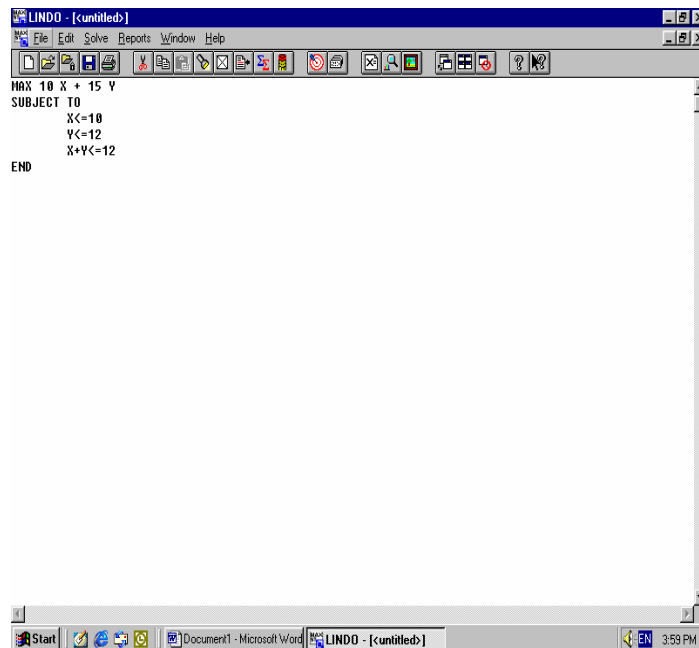 LINDO - [<untitled>]
File Edit Solve Reports Window Help
MAX 10 X + 15 Y
SUBJECT TO
X<=10
Y<=12
X+Y<=12
END
Start Document1 - Microsoft Word LINDO - [<untitled>] EN 3:59 PM